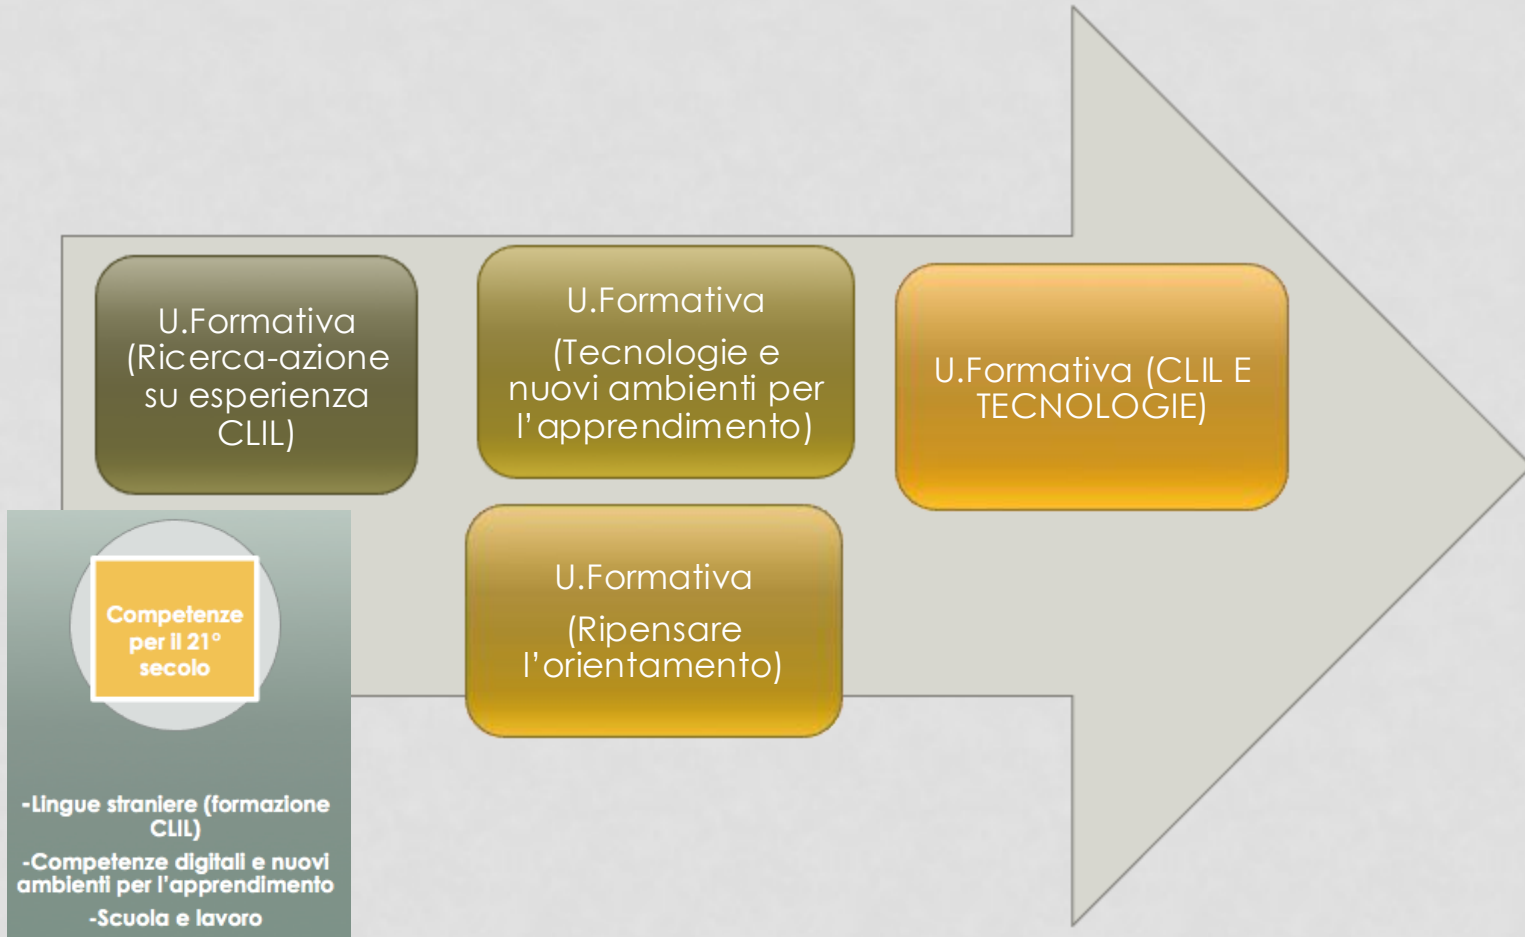 U.Formativa
(Ricerca-azione
su esperienza
CLIL)
U.Formativa
(Tecnologie e
nuovi ambienti per
l’apprendimento)
U.Formativa (CLIL E
TECNOLOGIE)
U.Formativa
(Ripensare
l’orientamento)
Competenze
per il 21°
secolo
-Lingue straniere (formazione
CLIL)
-Competenze digitali e nuovi
ambienti per l’apprendimento
-Scuola e lavoro